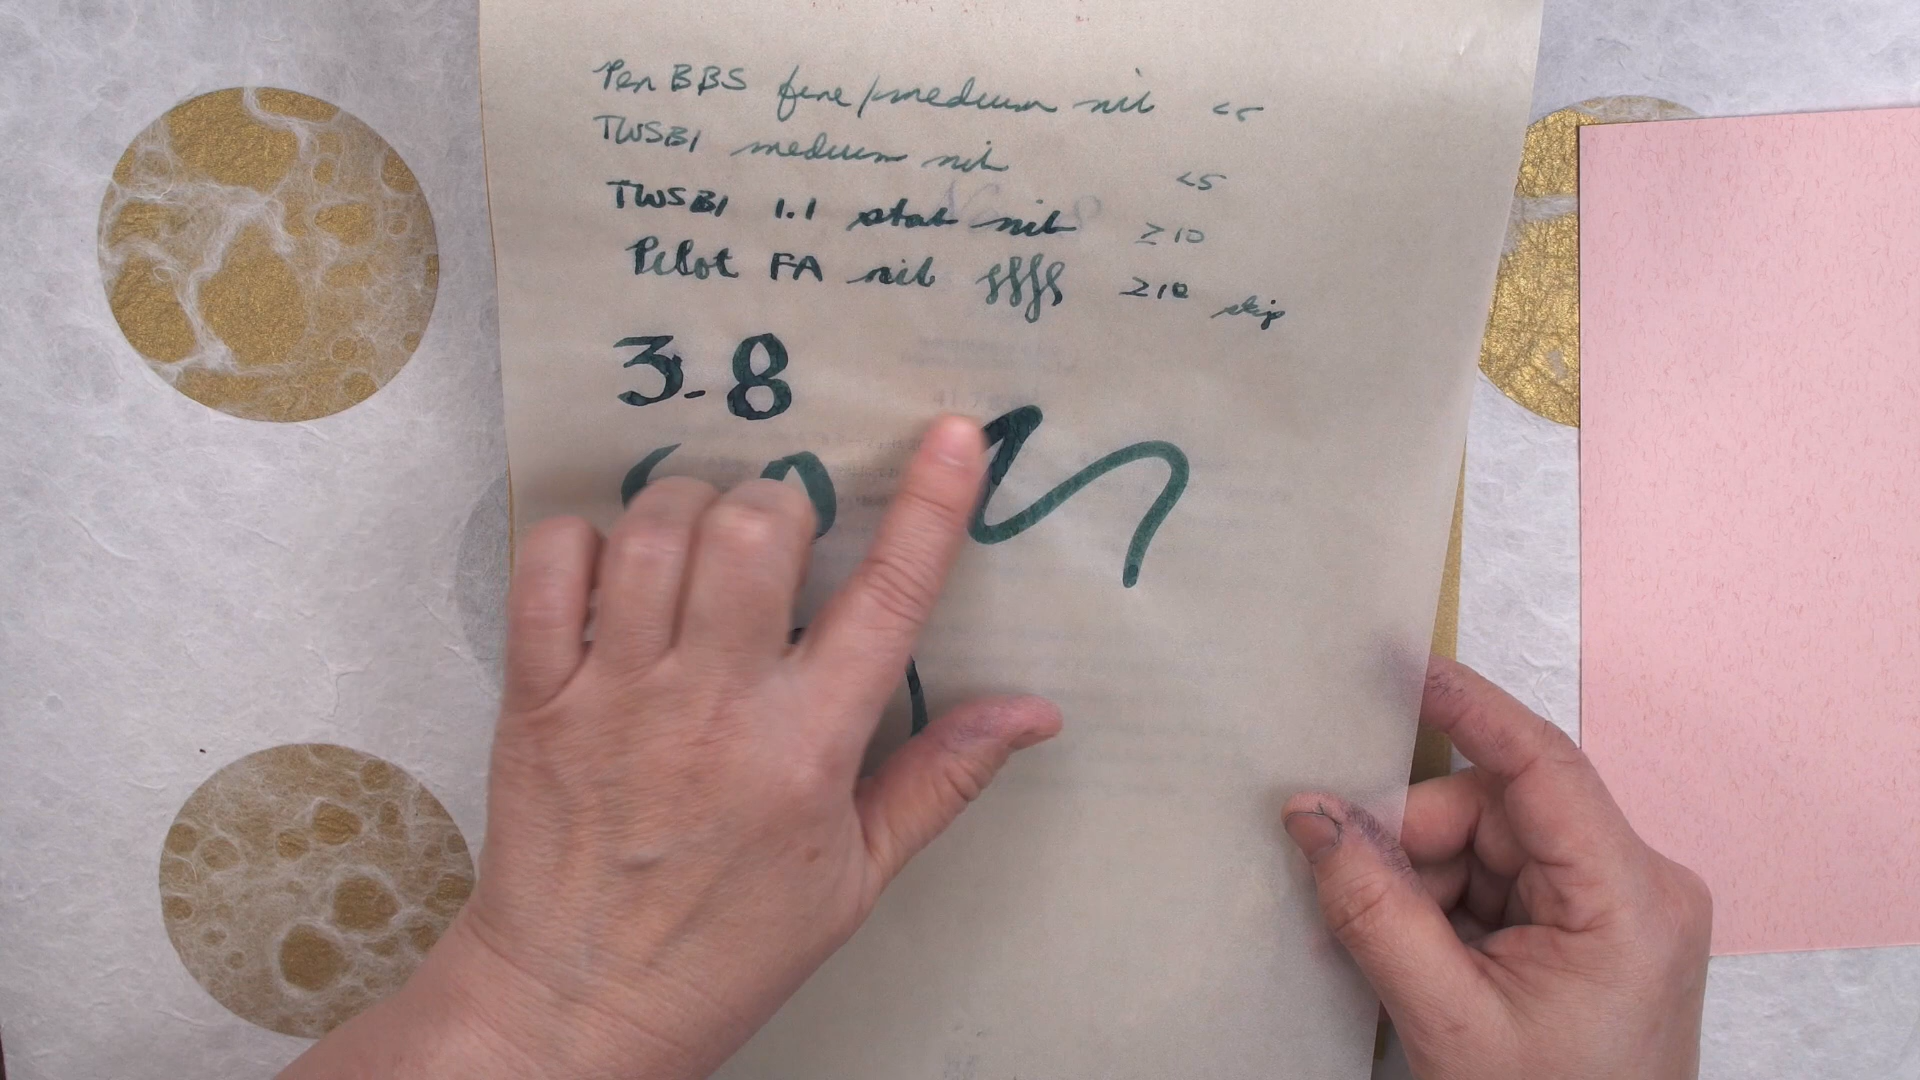 Pen BBS fine/medium nib <5
TWSBI medium nib <5
TWSBI 1.1 stub nib ≥10
Pilot FA nib ≥10 skip
3.8